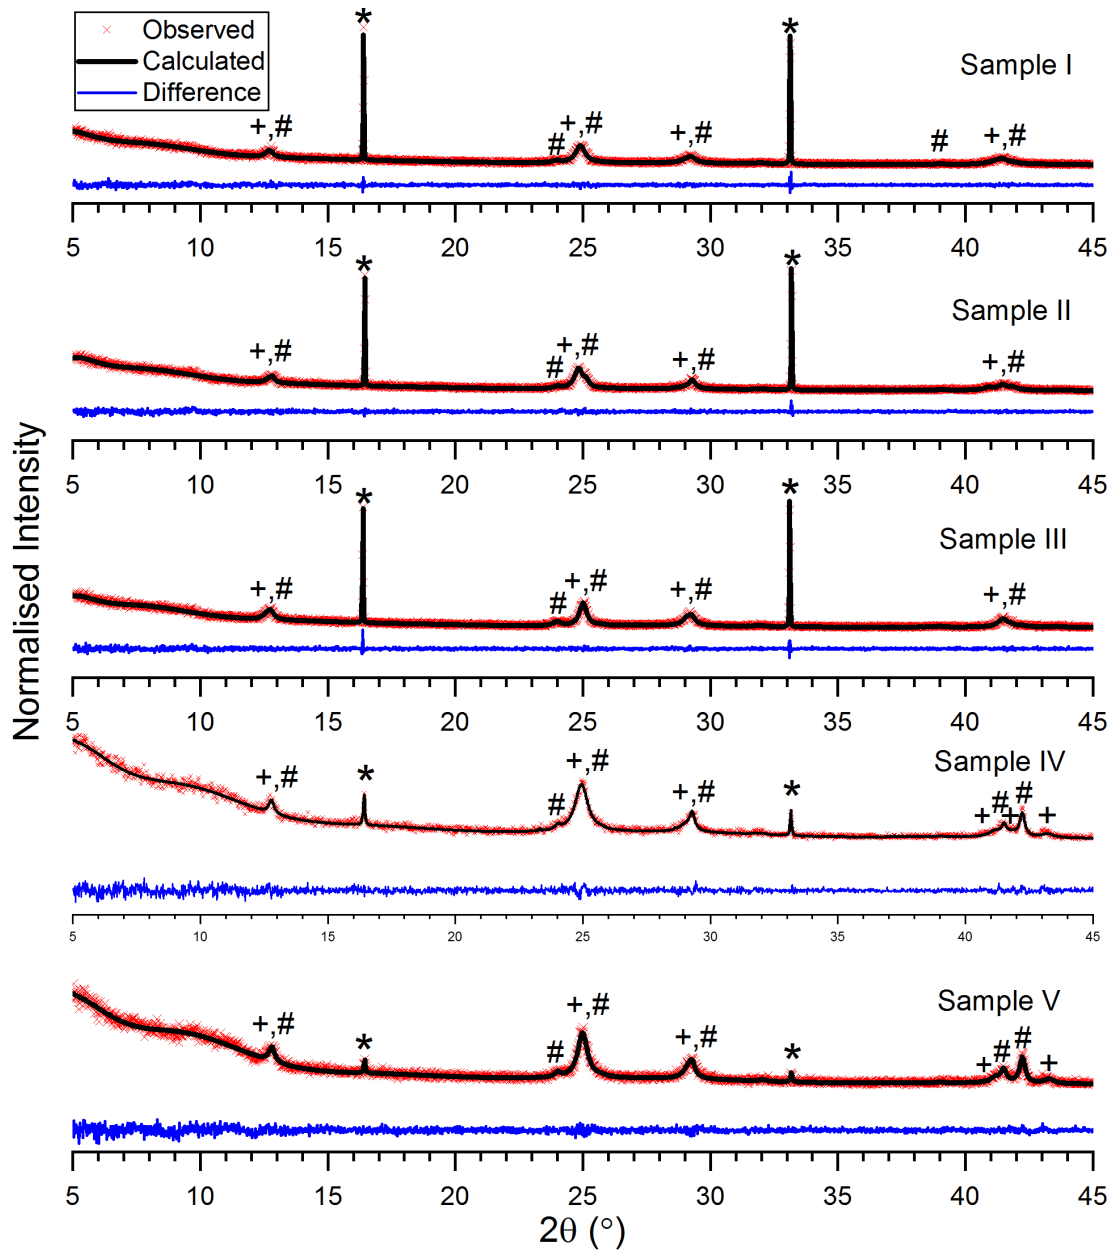 Observed
Calculated
Difference
Sample I
* *
+,# # +,# +,# # +,#
5 10 15 20 25 30 35 40 45
Sample II
* *
+,# # +,# +,# +,#
5 10 15 20 25 30 35 40 45
Sample III
* *
+,# # +,# +,# +,#
5 10 15 20 25 30 35 40 45
Sample IV
+,# * # +,# +,# * + # + # +
5 10 15 20 25 30 35 40 45
Sample V
+,# * # +,# +,# * + # # +
5 10 15 20 25 30 35 40 45
2θ (°)
Normalised Intensity